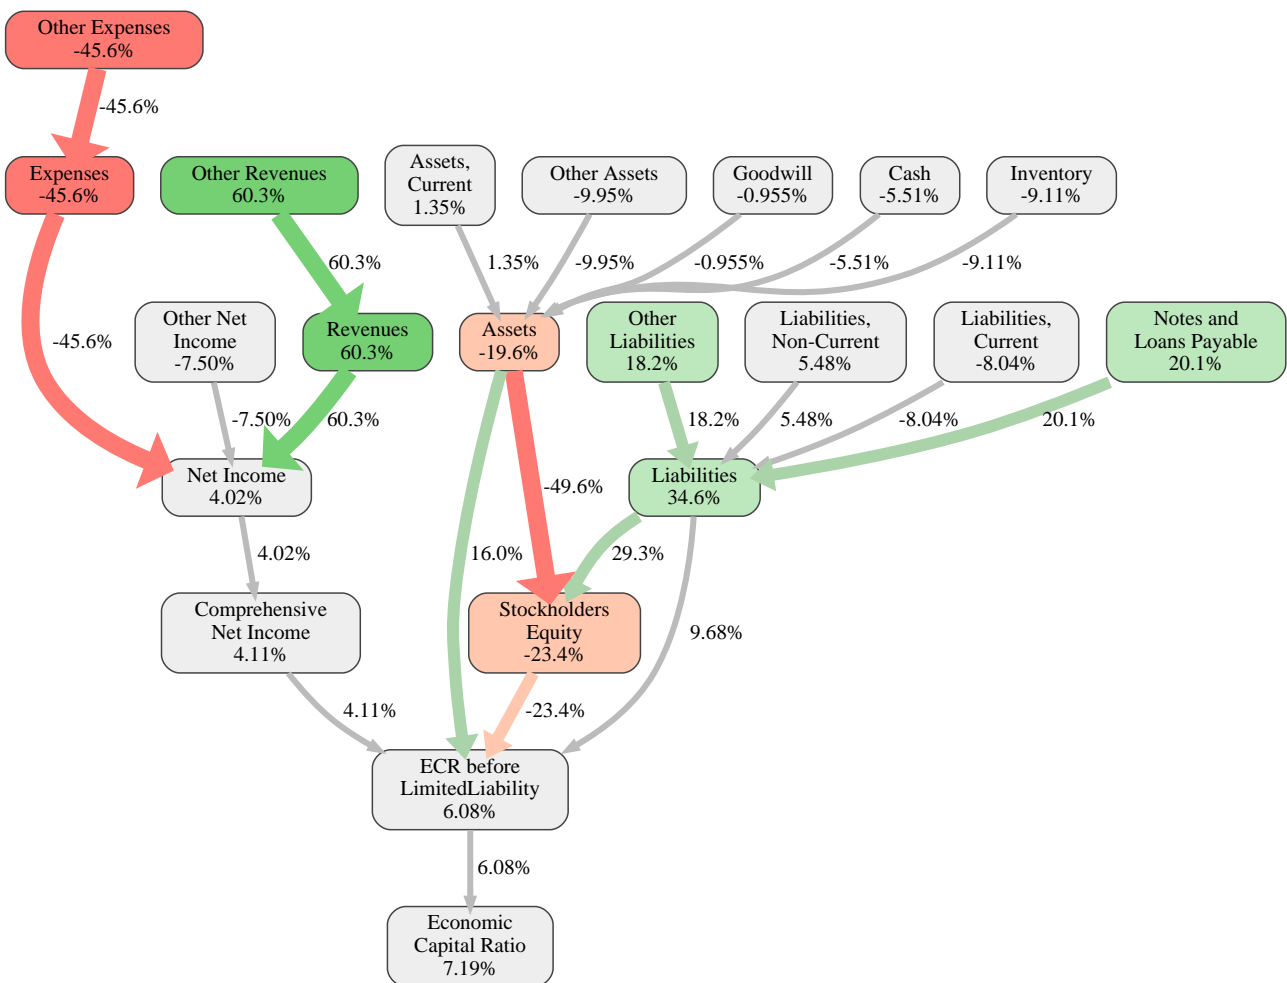 Other Expenses
-45.6%
-45.6%
Expenses
-45.6%
Other Revenues
60.3%
Assets,
Current
1.35%
Other Assets
-9.95%
Goodwill
-0.955%
Cash
-5.51%
Inventory
-9.11%
60.3%
1.35%
-9.95%
-0.955%
-5.51%
-9.11%
Other Net
Income
-7.50%
Revenues
60.3%
Assets
-19.6%
Other
Liabilities
18.2%
Liabilities,
Non-Current
5.48%
Liabilities,
Current
-8.04%
Notes and
Loans Payable
20.1%
-45.6%
-7.50%
60.3%
18.2%
5.48%
-8.04%
20.1%
Net Income
4.02%
-49.6%
Liabilities
34.6%
4.02%
16.0%
29.3%
Comprehensive
Net Income
4.11%
Stockholders
Equity
-23.4%
9.68%
4.11%
-23.4%
ECR before
LimitedLiability
6.08%
6.08%
Economic
Capital Ratio
7.19%